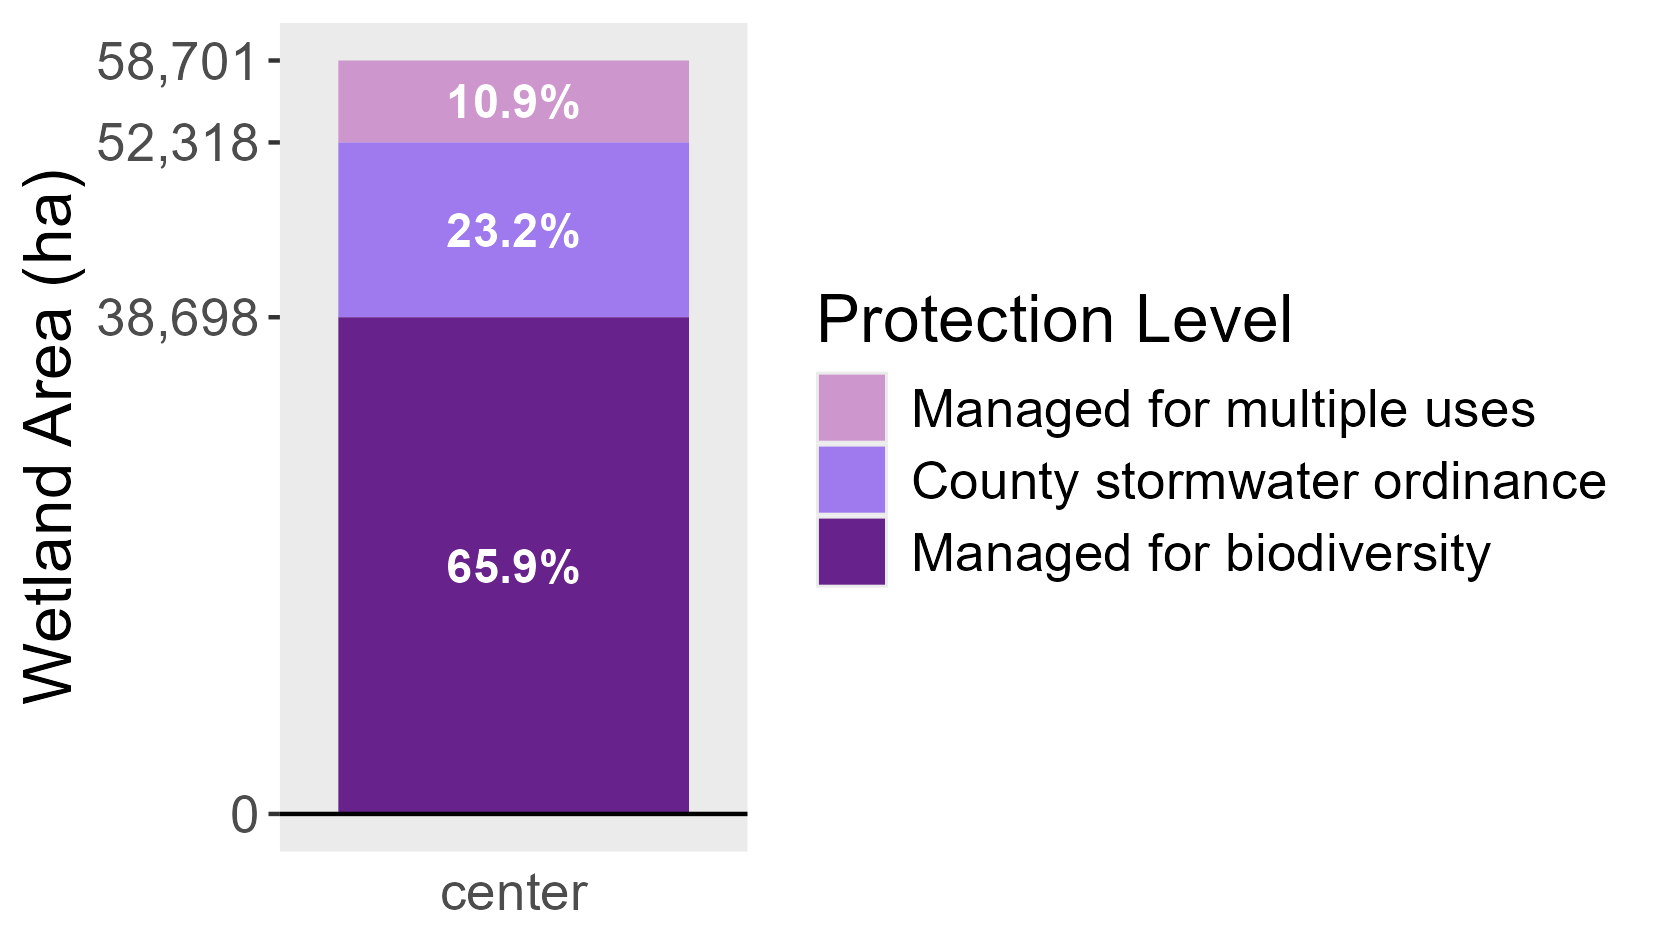 58,701
52,318
38,698
0
Wetland Area (ha)
10.9%
23.2%
65.9%
center
Protection Level
Managed for multiple uses
County stormwater ordinance
Managed for biodiversity